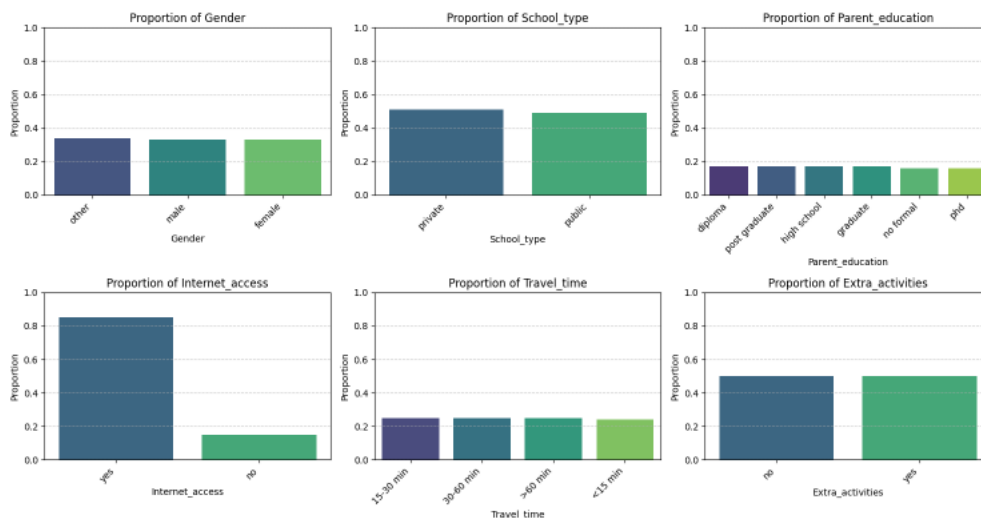 Proportion of Gender
Proportion
1.0
0.8
0.6
0.4
0.2
0.0
other
male
female
Gender
Proportion of School_type
Proportion
1.0
0.8
0.6
0.4
0.2
0.0
private
public
School_type
Proportion of Parent_education
Proportion
1.0
0.8
0.6
0.4
0.2
0.0
diploma
post graduate
high school
graduate
no formal
phd
Parent_education
Proportion of Internet_access
Proportion
1.0
0.8
0.6
0.4
0.2
0.0
yes
no
Internet_access
Proportion of Travel_time
Proportion
1.0
0.8
0.6
0.4
0.2
0.0
15-30 min
30-60 min
>60 min
<15 min
Travel_time
Proportion of Extra_activities
Proportion
1.0
0.8
0.6
0.4
0.2
0.0
no
yes
Extra_activities